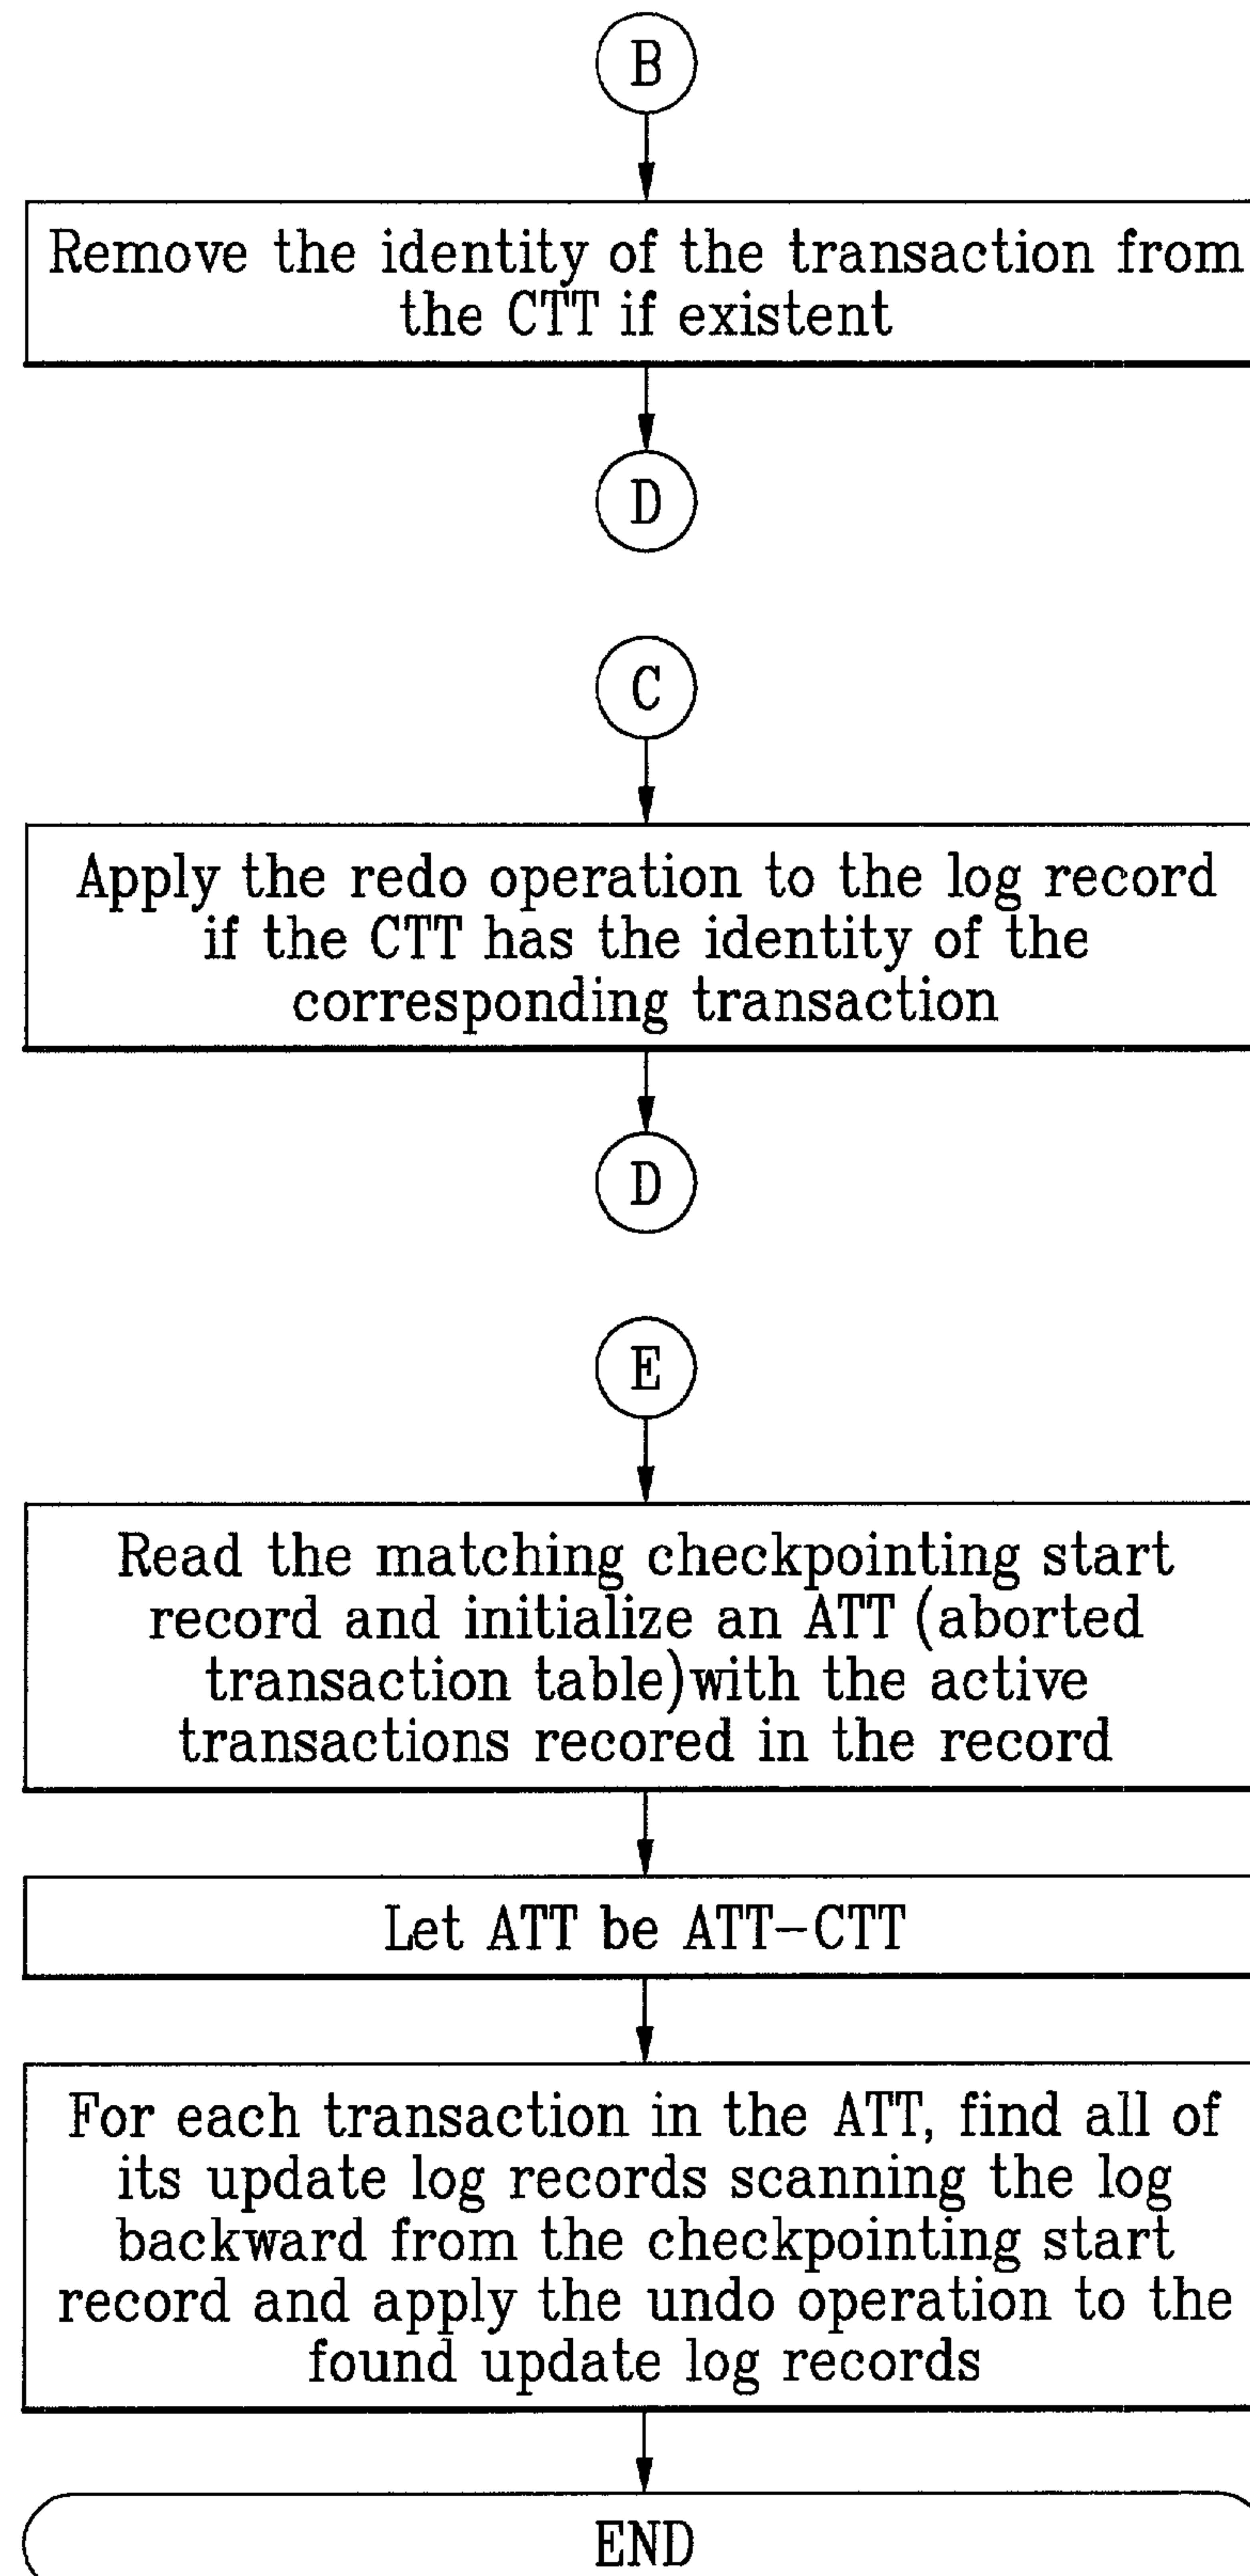 B
Remove the identity of the transaction from
the CTT if existent
D
C
Apply the redo operation to the log record
if the CTT has the identity of the
corresponding transaction
D
E
Read the matching checkpointing start
record and initialize an ATT (aborted
transaction table)with the active
transactions recored in the record
Let ATT be ATT-CTT
For each transaction in the ATT, find all of
its update log records scanning the log
backward from the checkpointing start
record and apply the undo operation to the
found update log records
END